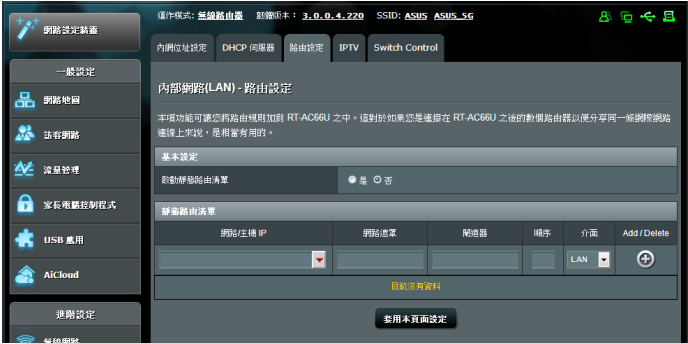 運作模式: 無線路由器 韌體版本: 3.0.0.4.220 SSID: ASUS ASUS_5G
網路設定精靈
內網位址設定 DHCP 伺服器 路由設定 IPTV Switch Control
一般設定
網路地圖
訪客網路
流量管理
家長電腦控制程式
USB 應用
AiCloud
進階設定
無線網路
內部網路(LAN) - 路由設定
本項功能可讓您將路由規則加到 RT-AC66U 之中。這對於如果您是連接在 RT-AC66U 之後的數個路由器以便分享同一條網際網路
連線上來說，是相當有用的。
基本設定
啟動靜態路由清單 是 否
靜態路由清單
網路/主機 IP 網路遮罩 閘道器 順序 介面 Add / Delete
LAN
目前沒有資料
套用本頁面設定